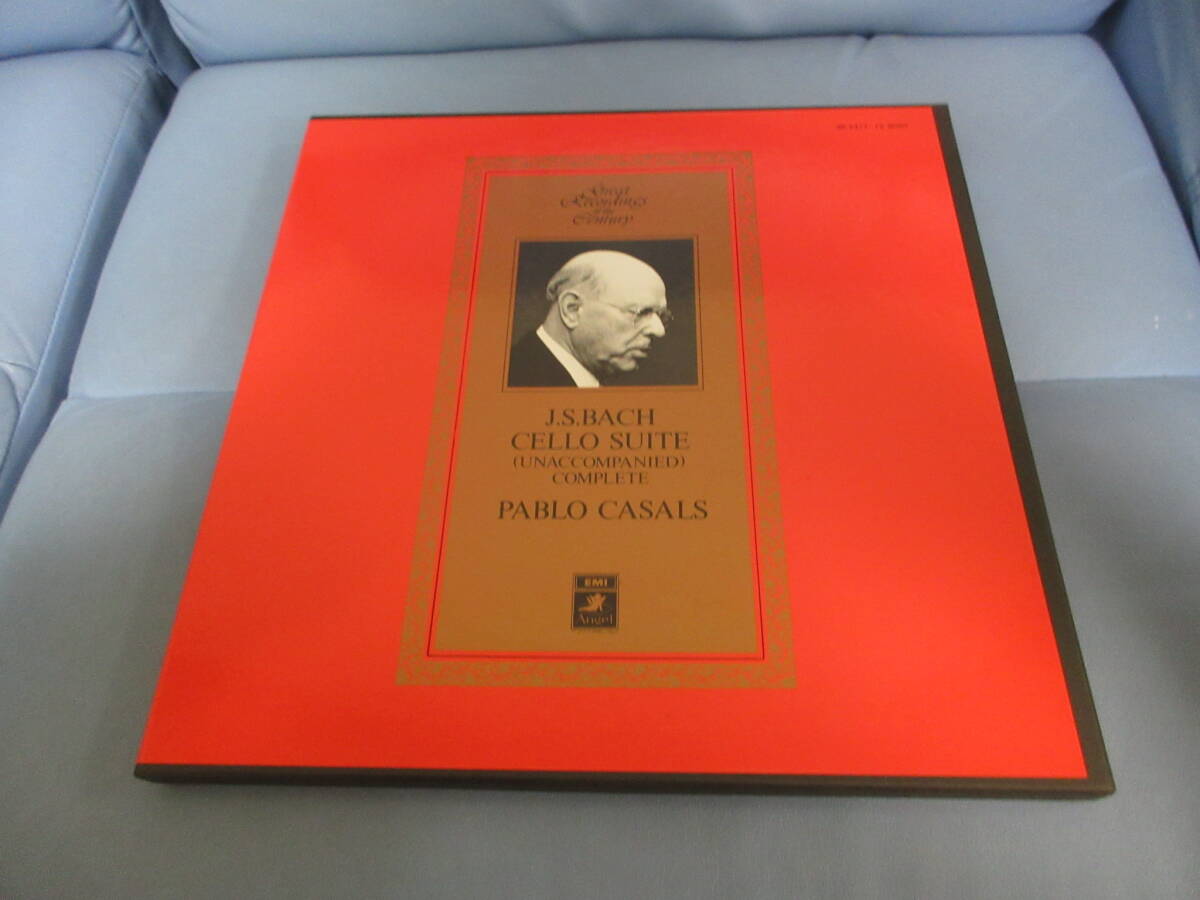 Great
Recordings
of the
Century
J.S.BACH
CELLO SUITE
(UNACCOMPANIED)
COMPLETE
PABLO CASALS
EMI
Angel